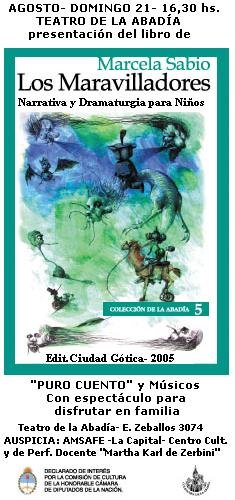 AGOSTO- DOMINGO 21- 16,30 hs.
TEATRO DE LA ABADÍA
presentación del libro de
Marcela Sabio
Los Maravilladores
Narrativa y Dramaturgia para Niños
COLECCIÓN DE LA ABADÍA 5
Edit.Ciudad Gótica- 2005
"PURO CUENTO" y Músicos
Con espectáculo para
disfrutar en familia
Teatro de la Abadía- E. Zeballos 3074
AUSPICIA: AMSAFE -La Capital- Centro Cult.
y de Perf. Docente "Martha Karl de Zerbini"
DECLARADO DE INTERÉS
POR LA COMISIÓN DE CULTURA
DE LA HONORABLE CÁMARA
DE DIPUTADOS DE LA NACIÓN.